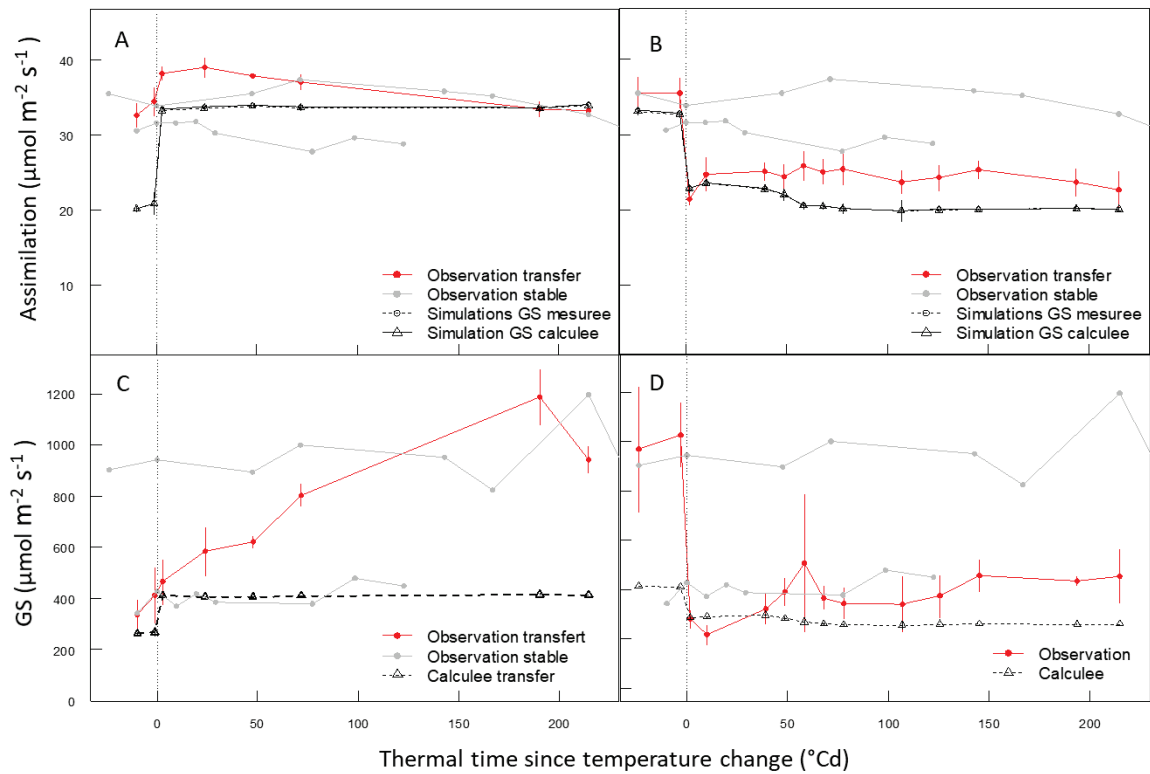 A
B
Assimilation (µmol m⁻² s⁻¹)
40
30
20
10
Observation transfer
Observation stable
Simulations GS mesuree
Simulation GS calculee
Observation transfer
Observation stable
Simulations GS mesuree
Simulation GS calculee
C
D
GS (µmol m⁻² s⁻¹)
1200
1000
800
600
400
200
0
Observation transfert
Observation stable
Calculee transfer
Observation
Calculee
0 50 100 150 200
0 50 100 150 200
Thermal time since temperature change (°Cd)